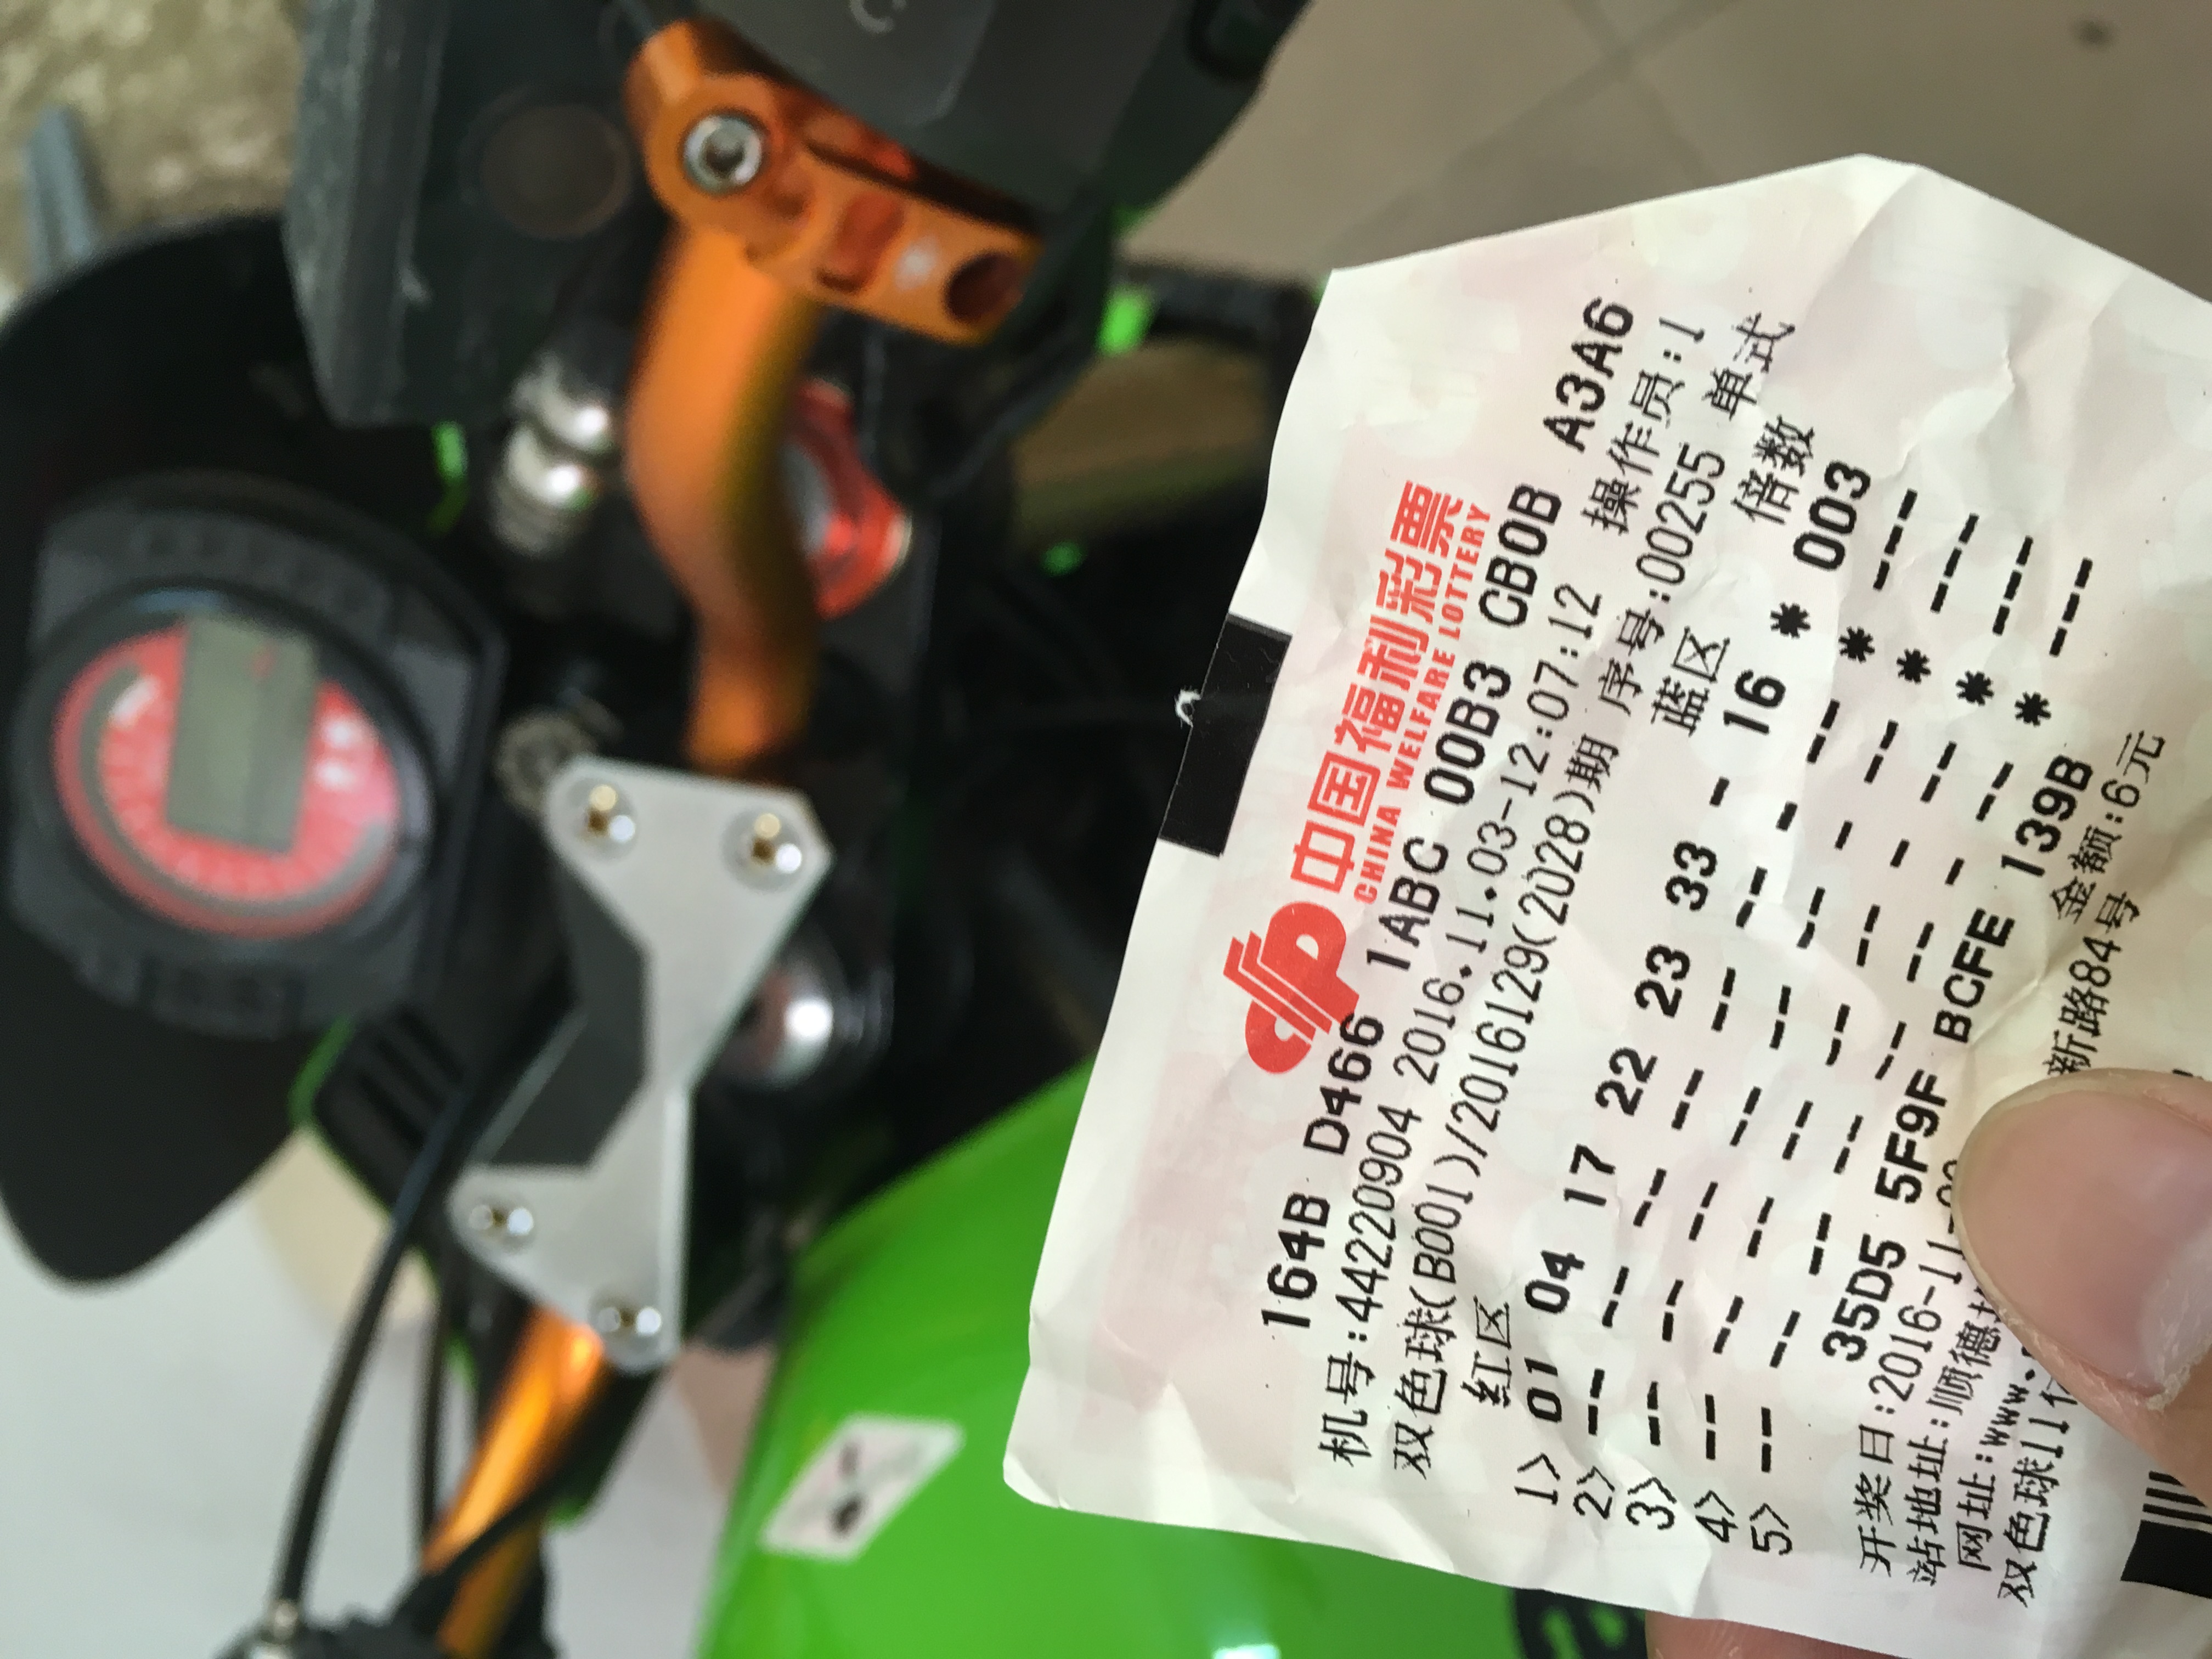 中国福利彩票
CHINA WELFARE LOTTERY
164B D466 1ABC 00B3 CB0B A3A6
机号:44220904 2016.11.03-12:07:12 操作员:1
双色球(B001)/2016129(2028)期 序号:00255 单式
红区 蓝区 倍数
1> 01 04 17 22 23 33 - 16 * 003
2> -- -- -- -- -- -- - -- * ---
3> -- -- -- -- -- -- - -- * ---
4> -- -- -- -- -- -- - -- * ---
5> -- -- -- -- -- -- - -- * ---
35D5 5F9F BCFE 139B
开奖日:2016-11- 金额:6元
站地址:顺德 新路84号
网址:www.
双色球11亿